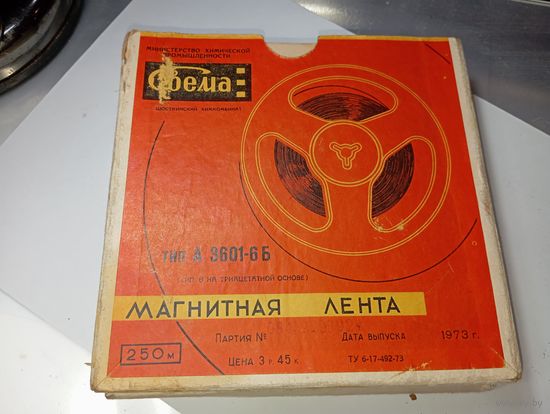 МИНИСТЕРСТВО ХИМИЧЕСКОЙ
ПРОМЫШЛЕННОСТИ
Свема
(ШОСТКИНСКИЙ ХИМКОМБИНАТ)
ТИП А 3601-6 Б
(ТИП 6 НА ТРИАЦЕТАТНОЙ ОСНОВЕ)
МАГНИТНАЯ ЛЕНТА
ПАРТИЯ № ДАТА ВЫПУСКА 1973 г.
250 м ЦЕНА 3 р. 45 к. ТУ 6-17-492-73